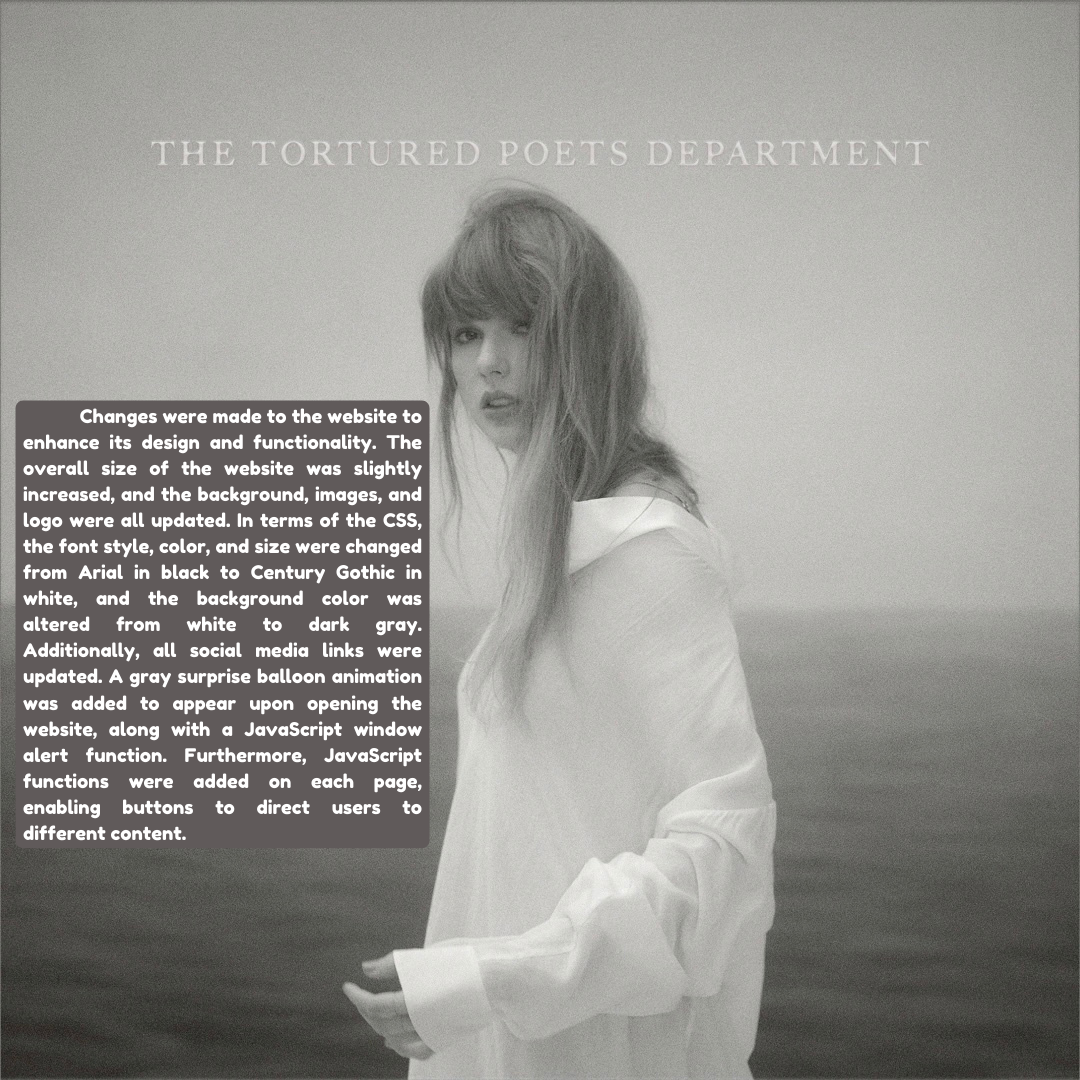 THE TORTURED POETS DEPARTMENT
Changes were made to the website to
enhance its design and functionality. The
overall size of the website was slightly
increased, and the background, images, and
logo were all updated. In terms of the CSS,
the font style, color, and size were changed
from Arial in black to Century Gothic in
white, and the background color was
altered from white to dark gray.
Additionally, all social media links were
updated. A gray surprise balloon animation
was added to appear upon opening the
website, along with a JavaScript window
alert function. Furthermore, JavaScript
functions were added on each page,
enabling buttons to direct users to
different content.